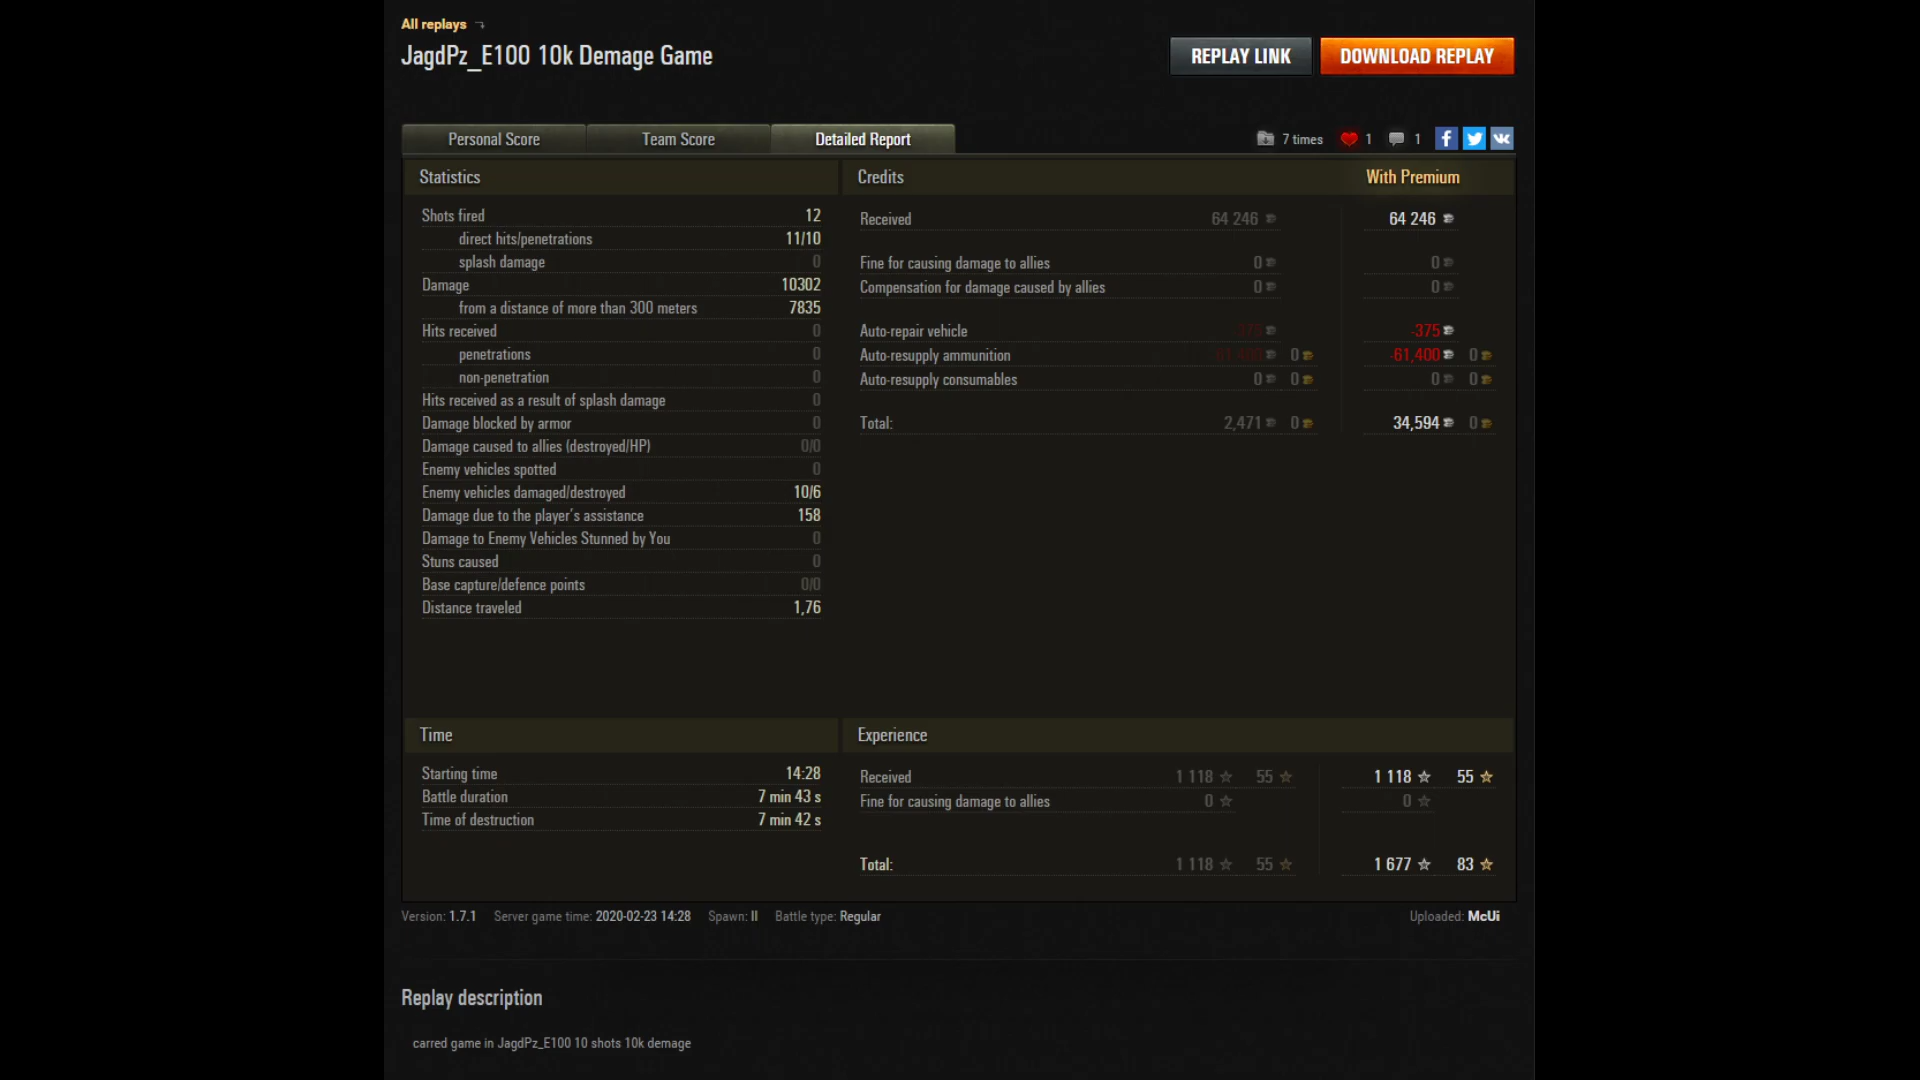 All replays
JagdPz_E100 10k Demage Game
REPLAY LINK
DOWNLOAD REPLAY
Personal Score
Team Score
Detailed Report
7 times
1
1
Statistics
Shots fired 12
direct hits/penetrations 11/10
splash damage 0
Damage 10302
from a distance of more than 300 meters 7835
Hits received 0
penetrations 0
non-penetration 0
Hits received as a result of splash damage 0
Damage blocked by armor 0
Damage caused to allies (destroyed/HP) 0/0
Enemy vehicles spotted 0
Enemy vehicles damaged/destroyed 10/6
Damage due to the player's assistance 158
Damage to Enemy Vehicles Stunned by You 0
Stuns caused 0
Base capture/defence points 0/0
Distance traveled 1,76
Credits With Premium
Received 64 246 64 246
Fine for causing damage to allies 0 0
Compensation for damage caused by allies 0 0
Auto-repair vehicle -375 -375
Auto-resupply ammunition -61,400 0 -61,400 0
Auto-resupply consumables 0 0 0 0
Total: 2,471 0 34,594 0
Time
Starting time 14:28
Battle duration 7 min 43 s
Time of destruction 7 min 42 s
Experience
Received 1 118 55 1 118 55
Fine for causing damage to allies 0 0
Total: 1 118 55 1 677 83
Version: 1.7.1 Server game time: 2020-02-23 14:28 Spawn: II Battle type: Regular
Uploaded: McUi
Replay description
carred game in JagdPz_E100 10 shots 10k demage